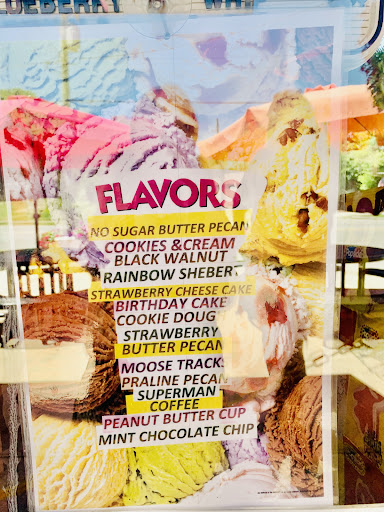 FLAVORS
NO SUGAR BUTTER PECAN
COOKIES &CREAM
BLACK WALNUT
RAINBOW SHEBERT
STRAWBERRY CHEESE CAKE
BIRTHDAY CAKE
COOKIE DOUG
STRAWBERRY
BUTTER PECAN
MOOSE TRACKS
PRALINE PECAN
SUPERMAN
COFFEE
PEANUT BUTTER CUP
MINT CHOCOLATE CHIP